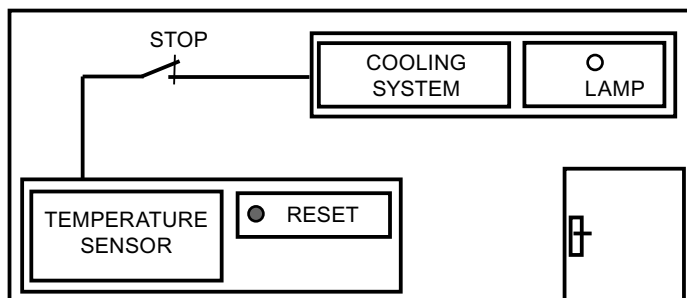 STOP
COOLING
SYSTEM
LAMP
TEMPERATURE
SENSOR
RESET